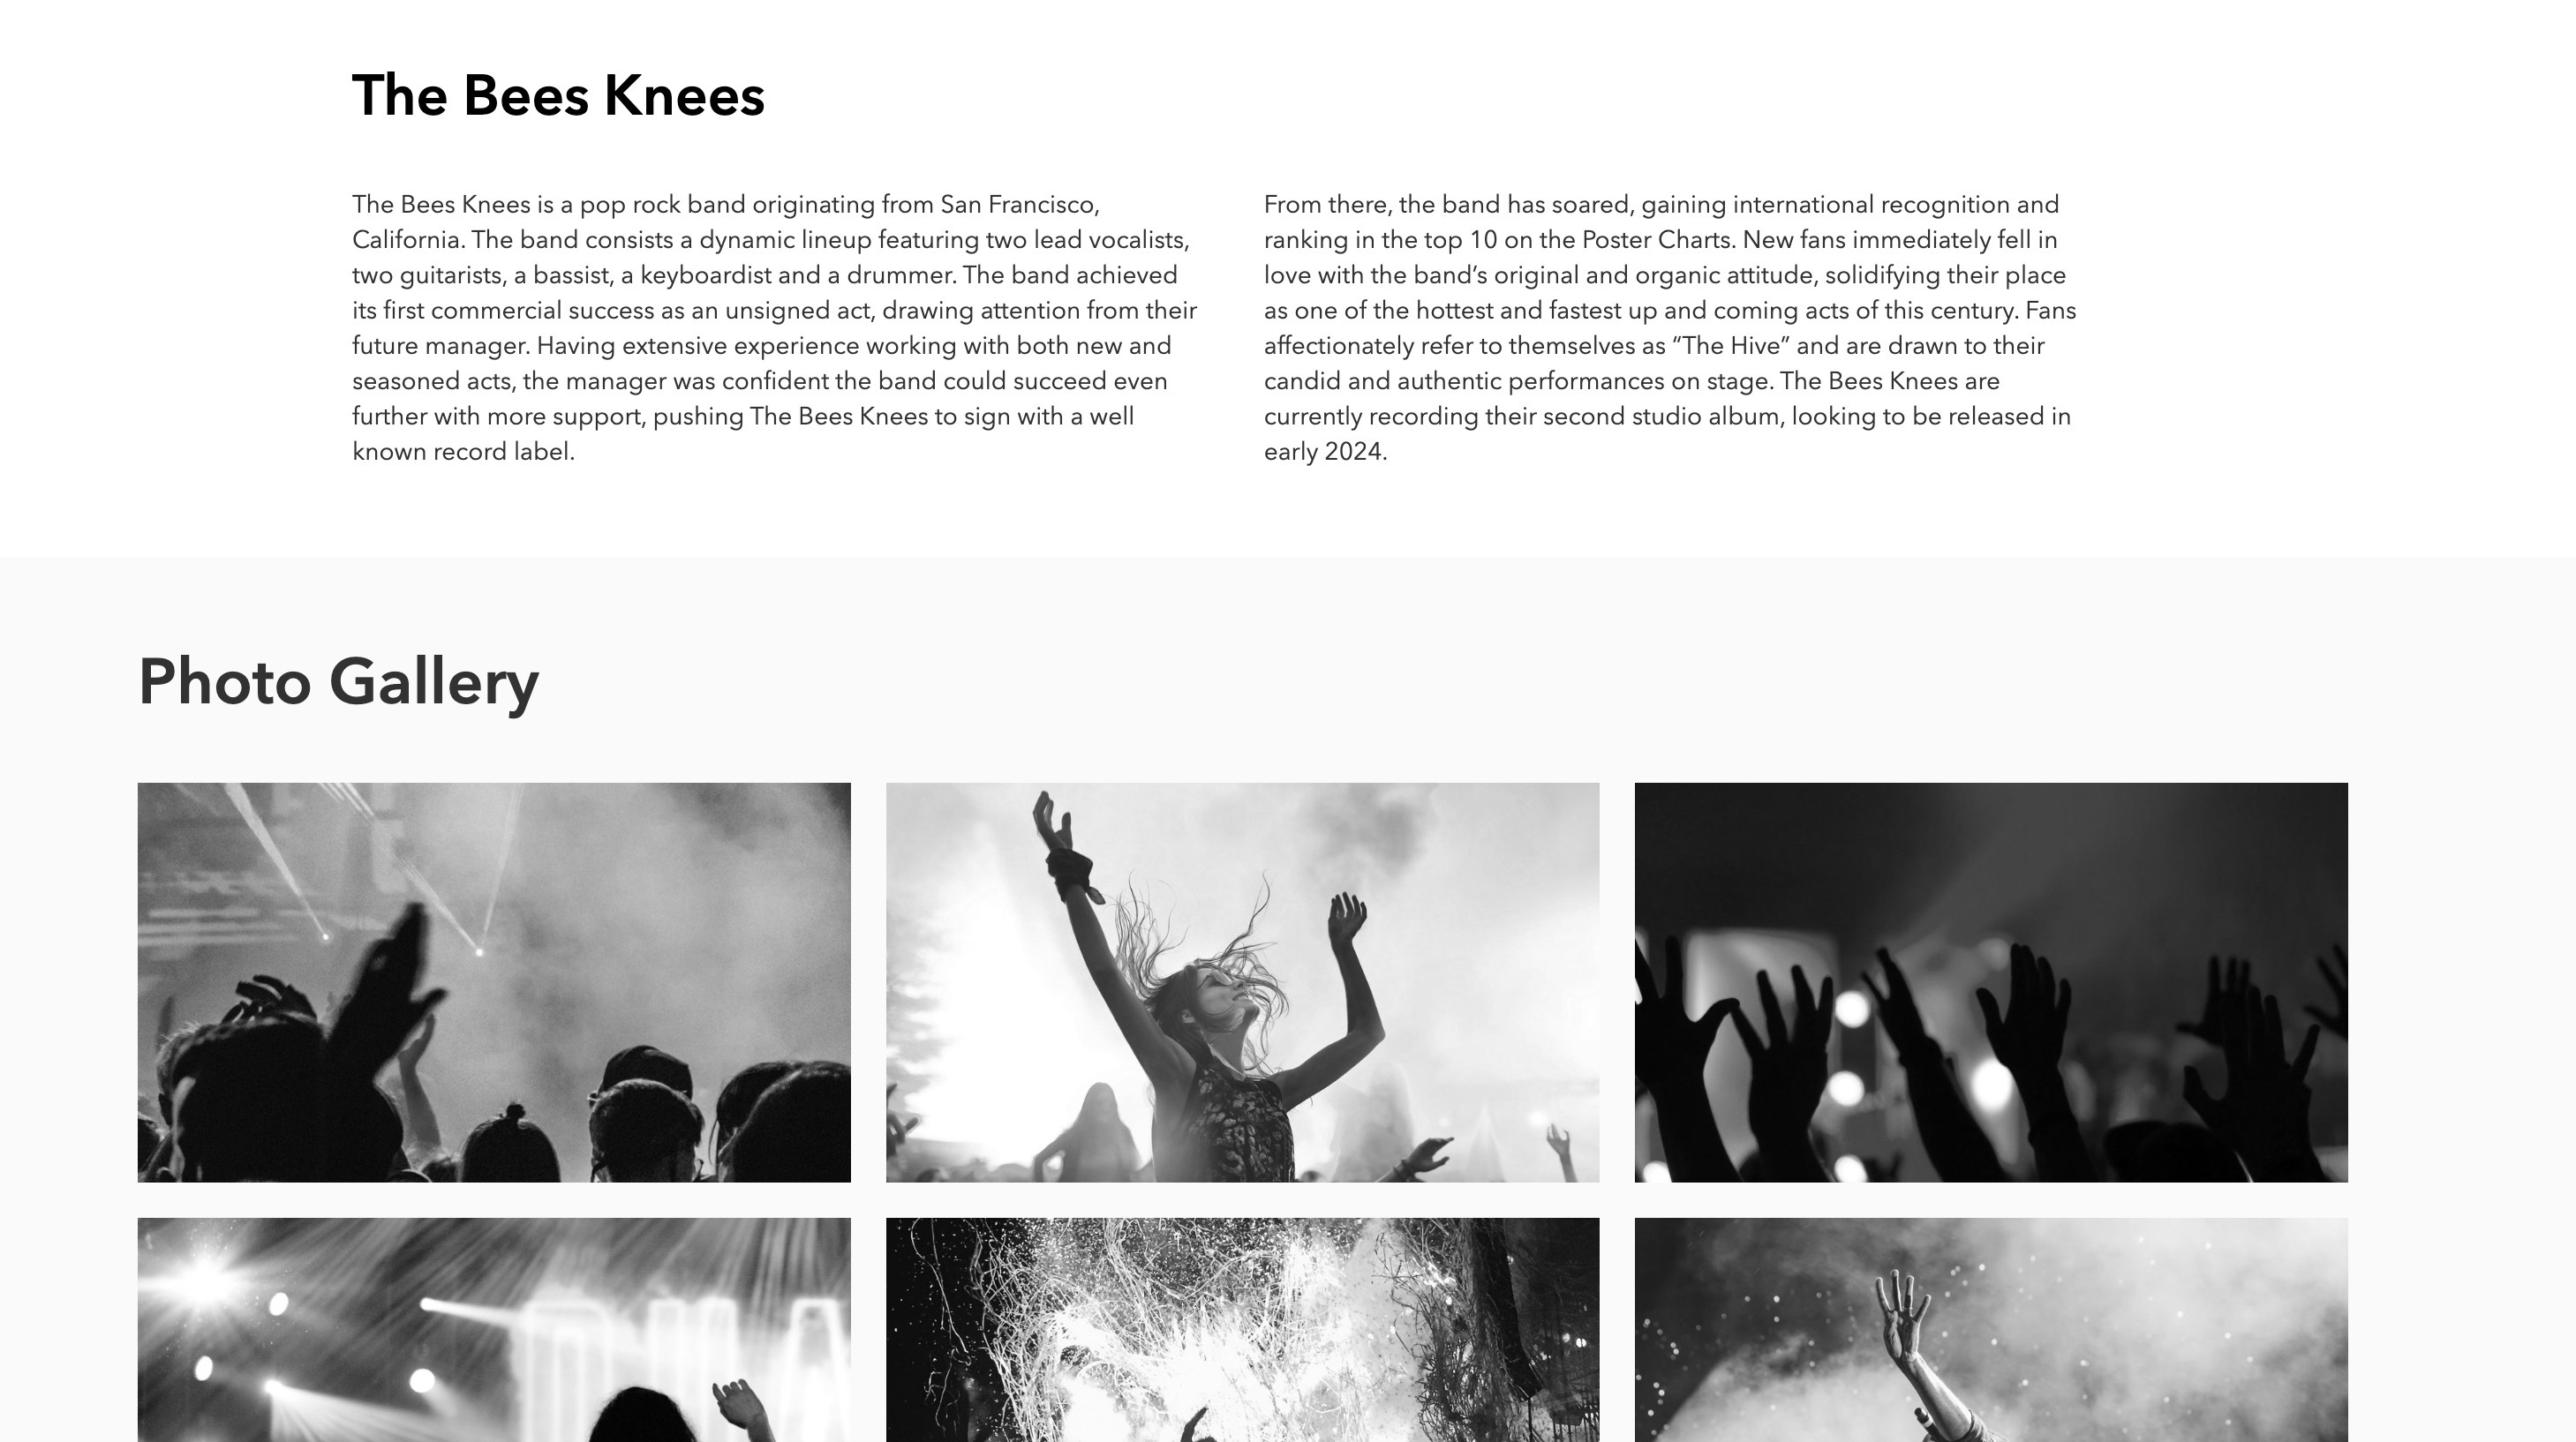 The Bees Knees
The Bees Knees is a pop rock band originating from San Francisco,
California. The band consists a dynamic lineup featuring two lead vocalists,
two guitarists, a bassist, a keyboardist and a drummer. The band achieved
its first commercial success as an unsigned act, drawing attention from their
future manager. Having extensive experience working with both new and
seasoned acts, the manager was confident the band could succeed even
further with more support, pushing The Bees Knees to sign with a well
known record label.
From there, the band has soared, gaining international recognition and
ranking in the top 10 on the Poster Charts. New fans immediately fell in
love with the band’s original and organic attitude, solidifying their place
as one of the hottest and fastest up and coming acts of this century. Fans
affectionately refer to themselves as “The Hive” and are drawn to their
candid and authentic performances on stage. The Bees Knees are
currently recording their second studio album, looking to be released in
early 2024.
Photo Gallery